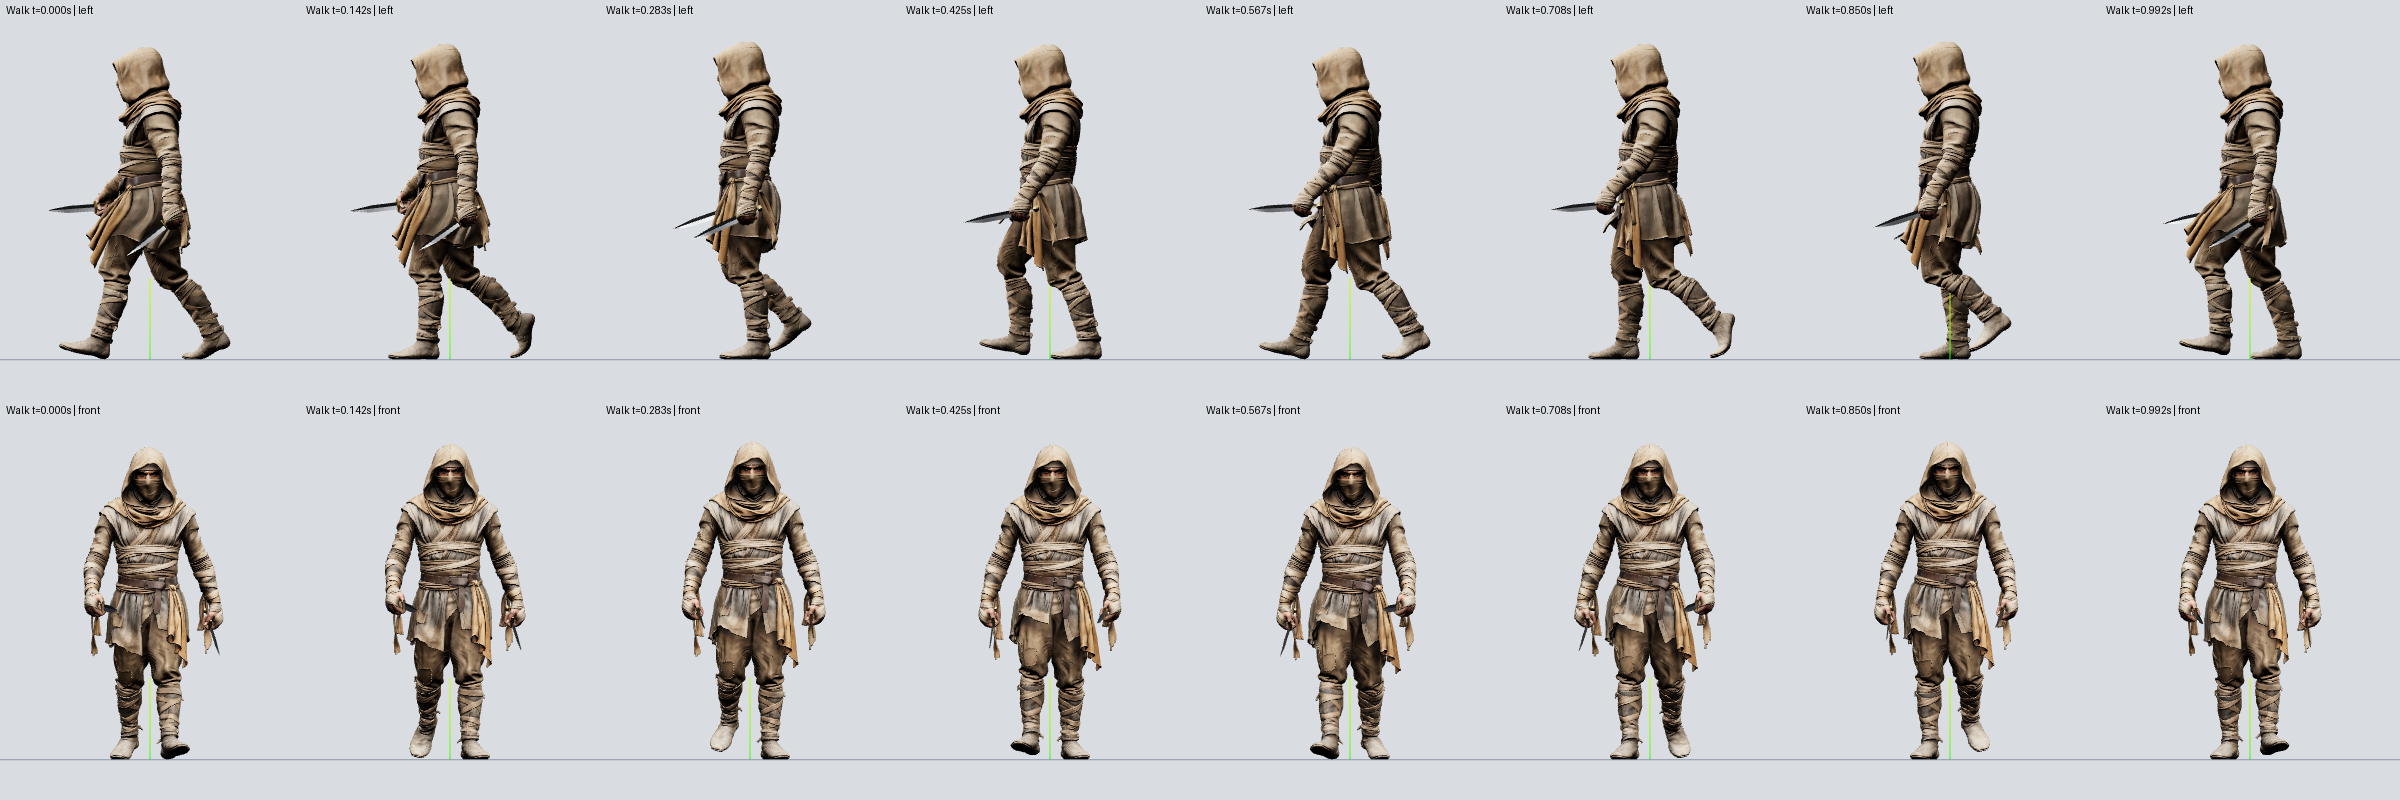 Walk t=0.000s | left
Walk t=0.142s | left
Walk t=0.283s | left
Walk t=0.425s | left
Walk t=0.567s | left
Walk t=0.708s | left
Walk t=0.850s | left
Walk t=0.992s | left
Walk t=0.000s | front
Walk t=0.142s | front
Walk t=0.283s | front
Walk t=0.425s | front
Walk t=0.567s | front
Walk t=0.708s | front
Walk t=0.850s | front
Walk t=0.992s | front